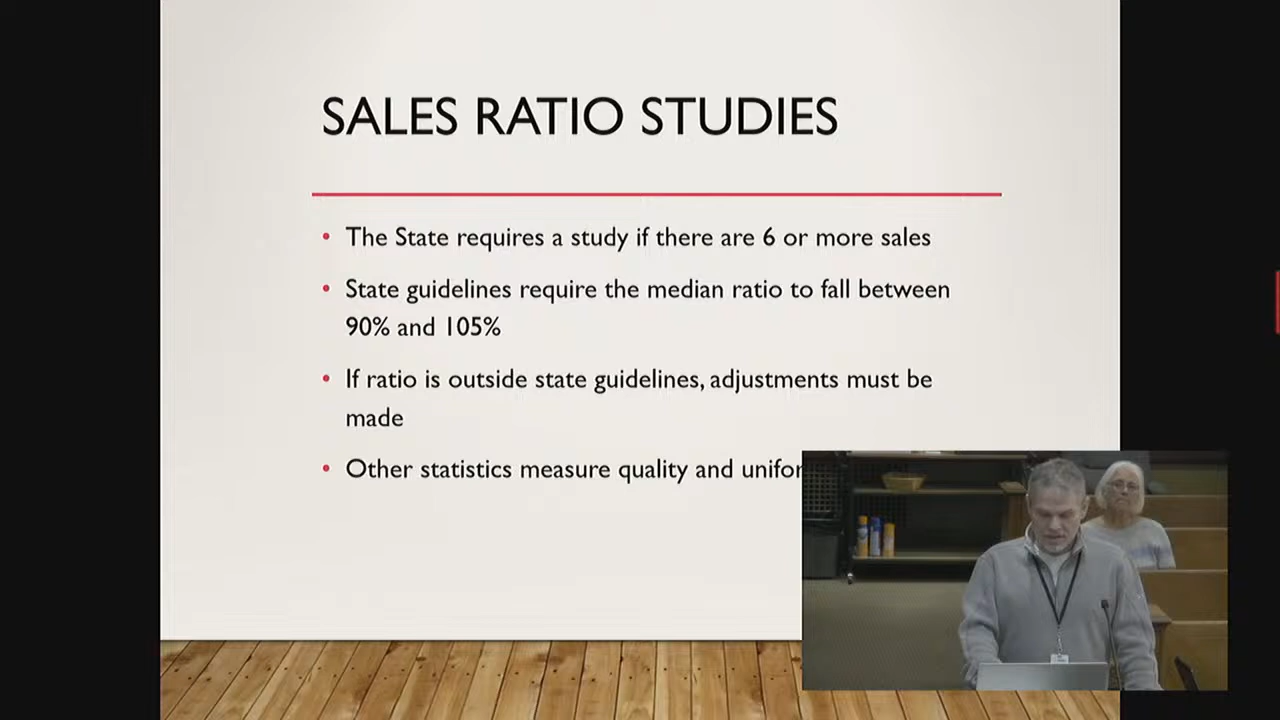 SALES RATIO STUDIES
• The State requires a study if there are 6 or more sales
• State guidelines require the median ratio to fall between
90% and 105%
• If ratio is outside state guidelines, adjustments must be
made
• Other statistics measure quality and